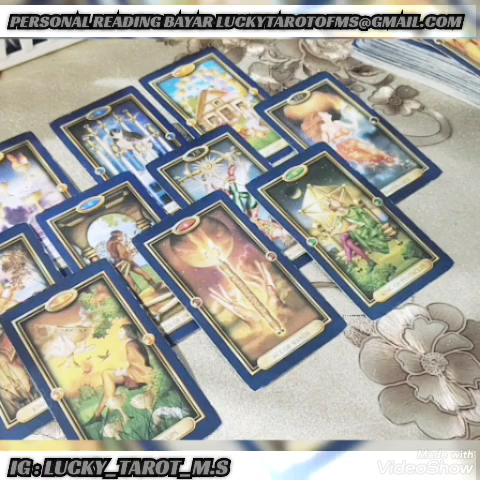 PERSONAL READING BAYAR LUCKYTAROTOFMS@GMAIL.COM
IG : LUCKY_TAROT_M.S
Made with
VideoShow